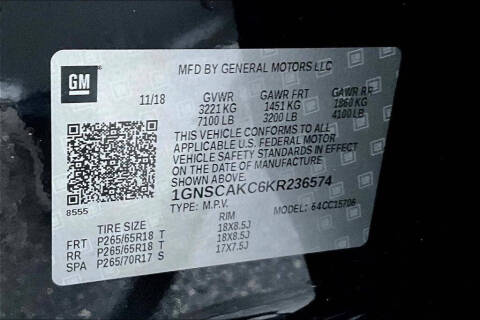 GM
MFD BY GENERAL MOTORS LLC
11/18 GVWR GAWR FRT GAWR RR
3221 KG 1451 KG 1860 KG
7100 LB 3200 LB 4100 LB
THIS VEHICLE CONFORMS TO ALL
APPLICABLE U.S. FEDERAL MOTOR
VEHICLE SAFETY STANDARDS IN EFFECT
ON THE DATE OF MANUFACTURE
SHOWN ABOVE.
1GNSCAKC6KR236574
8555
TYPE: M.P.V. MODEL: 64CC15706
TIRE SIZE RIM
FRT P265/65R18 T 18X8.5J
RR P265/65R18 T 18X8.5J
SPA P265/70R17 S 17X7.5J